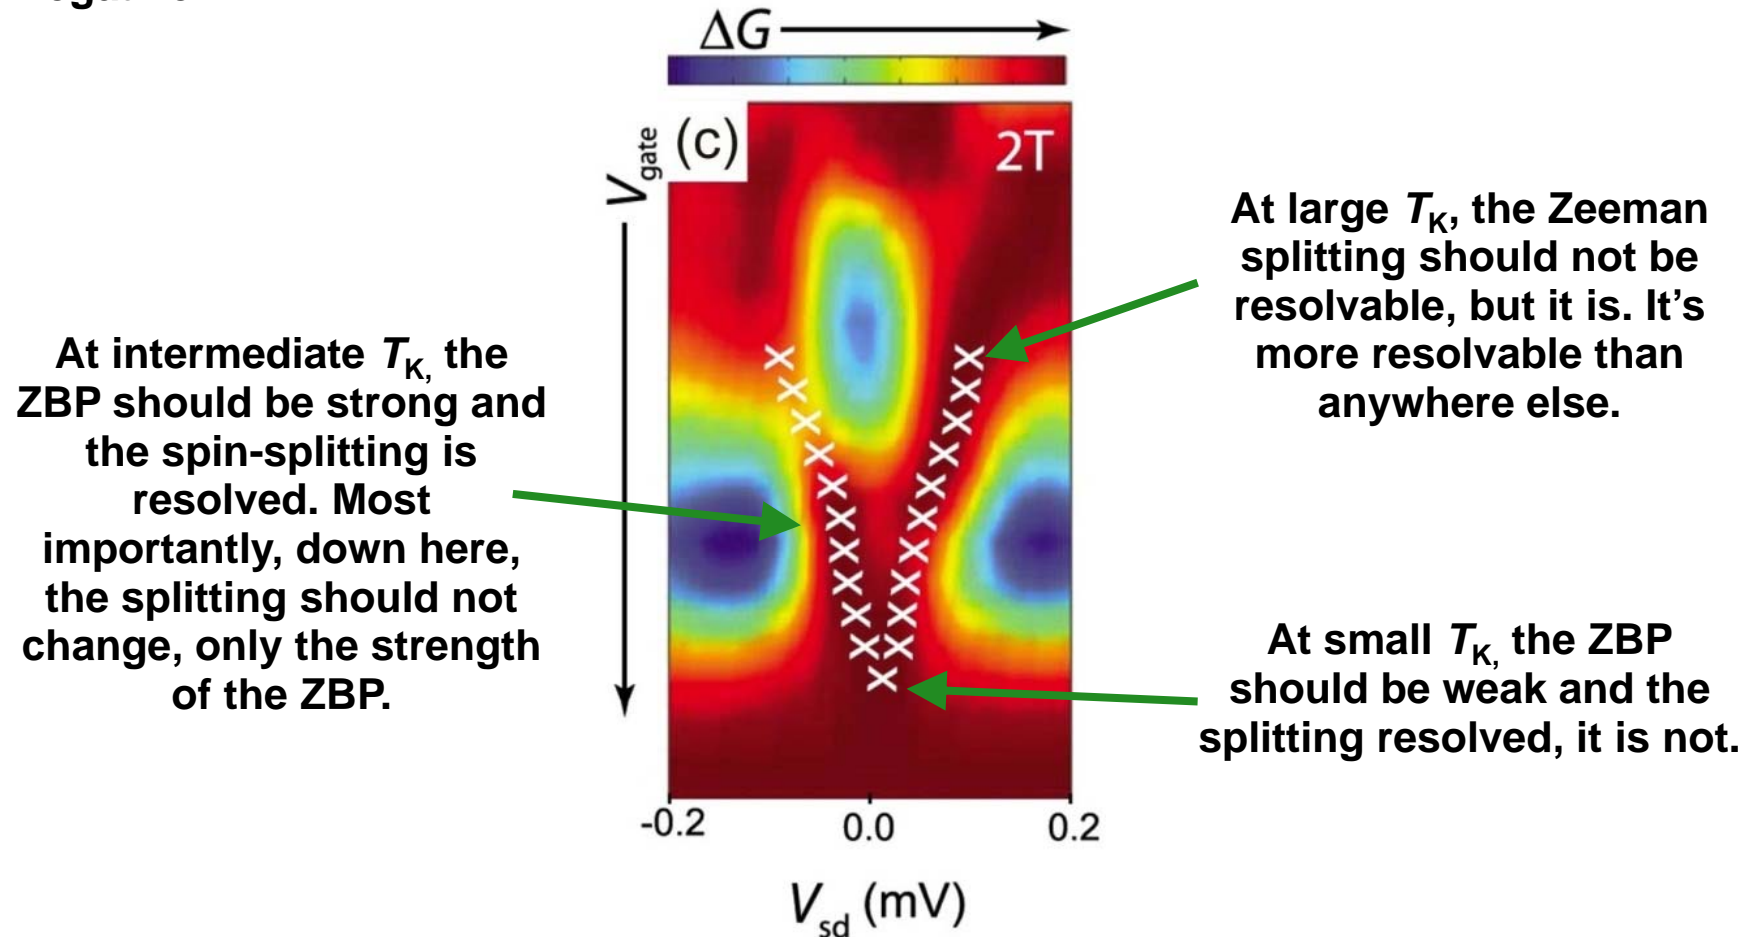 ΔG
V_gate
(c)
2T
At large T_K, the Zeeman
splitting should not be
resolvable, but it is. It’s
more resolvable than
anywhere else.
At intermediate T_K, the
ZBP should be strong and
the spin-splitting is
resolved. Most
importantly, down here,
the splitting should not
change, only the strength
of the ZBP.
At small T_K, the ZBP
should be weak and the
splitting resolved, it is not.
-0.2 0.0 0.2
V_sd (mV)